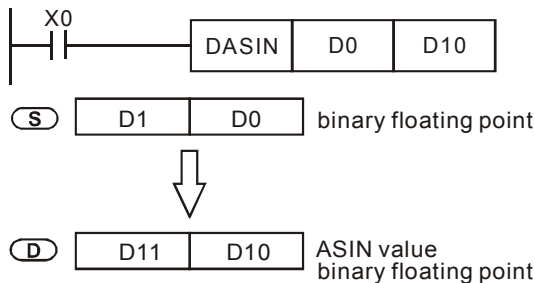 X0
DASIN D0 D10
S D1 D0 binary floating point
D D11 D10 ASIN value
binary floating point